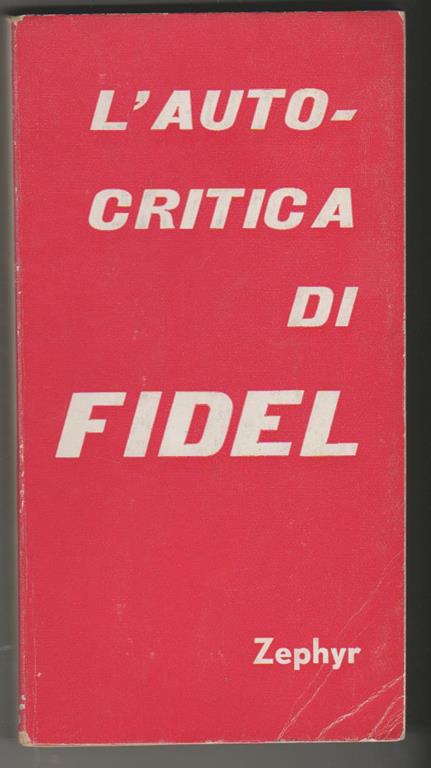 L'AUTO-
CRITICA
DI
FIDEL
Zephyr